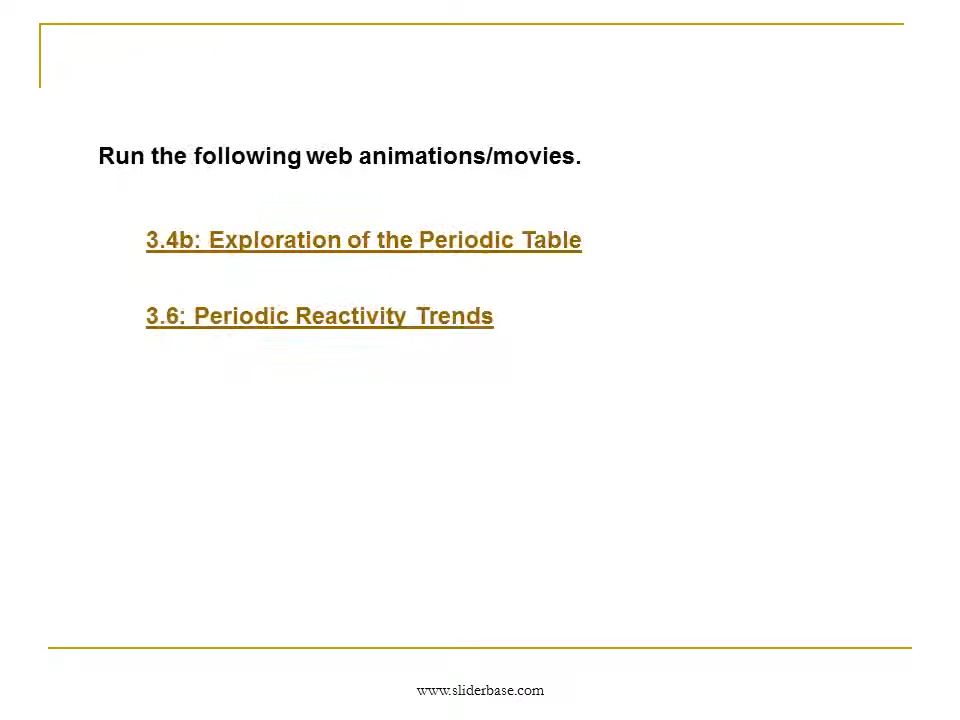 Run the following web animations/movies.
3.4b: Exploration of the Periodic Table
3.6: Periodic Reactivity Trends
www.sliderbase.com